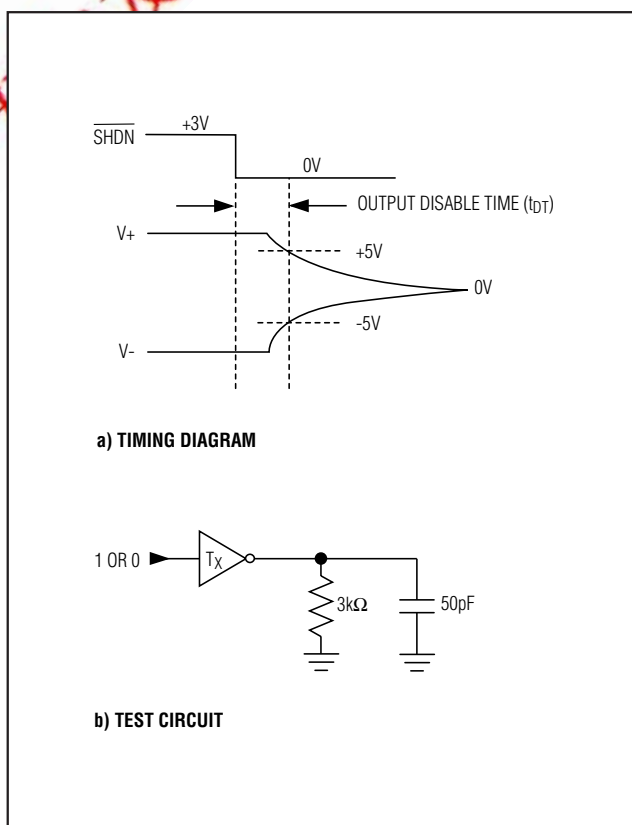 SHDN
+3V
0V
OUTPUT DISABLE TIME (tDT)
V+
+5V
0V
-5V
V-
a) TIMING DIAGRAM
1 OR 0
TX
3kΩ
50pF
b) TEST CIRCUIT